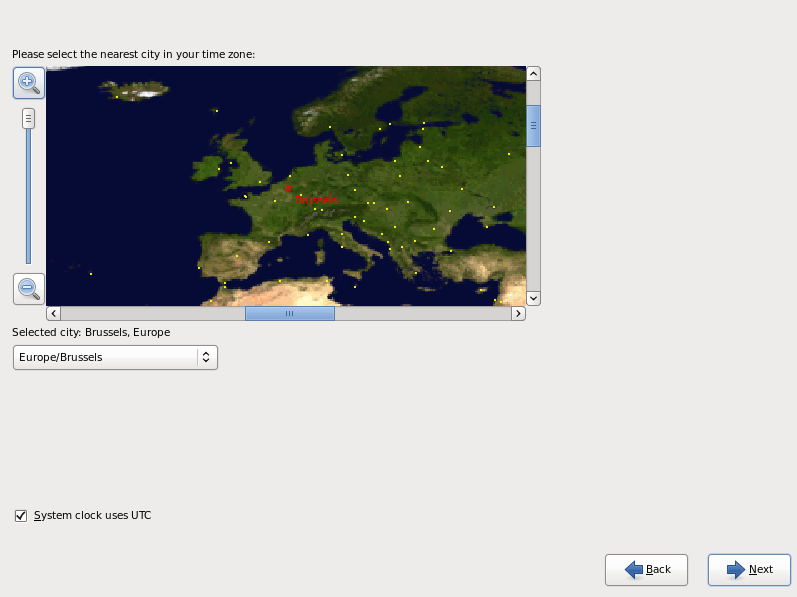 Please select the nearest city in your time zone:
Brussels
Selected city: Brussels, Europe
Europe/Brussels
System clock uses UTC
Back
Next